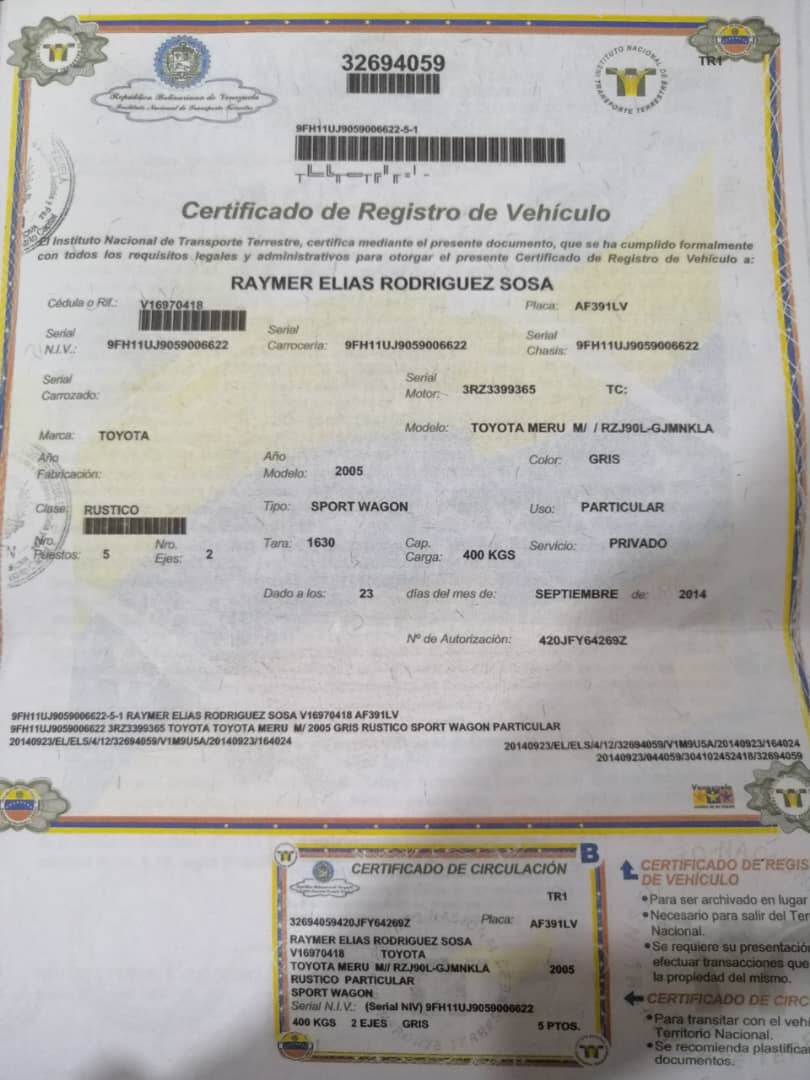 32694059
TR1
INSTITUTO NACIONAL DE TRANSPORTE TERRESTRE
República Bolivariana de Venezuela
Instituto Nacional de Transporte Terrestre
9FH11UJ9059006622-5-1
Certificado de Registro de Vehículo
El Instituto Nacional de Transporte Terrestre, certifica mediante el presente documento, que se ha cumplido formalmente
con todos los requisitos legales y administrativos para otorgar el presente Certificado de Registro de Vehículo a:
RAYMER ELIAS RODRIGUEZ SOSA
Cédula o Rif.: V16970418 Placa: AF391LV
Serial N.I.V.: 9FH11UJ9059006622 Serial Carrocería: 9FH11UJ9059006622 Serial Chasis: 9FH11UJ9059006622
Serial Carrozado: Serial Motor: 3RZ3399365 TC:
Marca: TOYOTA Modelo: TOYOTA MERU M/ / RZJ90L-GJMNKLA
Año Fabricación: Año Modelo: 2005 Color: GRIS
Clase: RUSTICO Tipo: SPORT WAGON Uso: PARTICULAR
Nro. Puestos: 5 Nro. Ejes: 2 Tara: 1630 Cap. Carga: 400 KGS Servicio: PRIVADO
Dado a los: 23 días del mes de: SEPTIEMBRE de: 2014
Nº de Autorización: 420JFY64269Z
9FH11UJ9059006622-5-1 RAYMER ELIAS RODRIGUEZ SOSA V16970418 AF391LV
9FH11UJ9059006622 3RZ3399365 TOYOTA TOYOTA MERU M/ 2005 GRIS RUSTICO SPORT WAGON PARTICULAR
20140923/EL/ELS/4/12/32694059/V1M9U5A/20140923/164024
20140923/EL/ELS/4/12/32694059/V1M9U5A/20140923/164024
20140923/044059/304102452418/32694059
Venezuela
B
CERTIFICADO DE CIRCULACIÓN
TR1
32694059420JFY64269Z Placa: AF391LV
RAYMER ELIAS RODRIGUEZ SOSA
V16970418 TOYOTA
TOYOTA MERU M// RZJ90L-GJMNKLA 2005
RUSTICO PARTICULAR
SPORT WAGON
Serial N.I.V.: (Serial NIV) 9FH11UJ9059006622
400 KGS 2 EJES GRIS 5 PTOS.
CERTIFICADO DE REGIS
DE VEHÍCULO
•Para ser archivado en lugar
•Necesario para salir del Ter
Nacional.
•Se requiere su presentación
efectuar transacciones que
la propiedad del mismo.
CERTIFICADO DE CIRC
•Para transitar con el vehí
Territorio Nacional.
•Se recomienda plastifica
documentos.